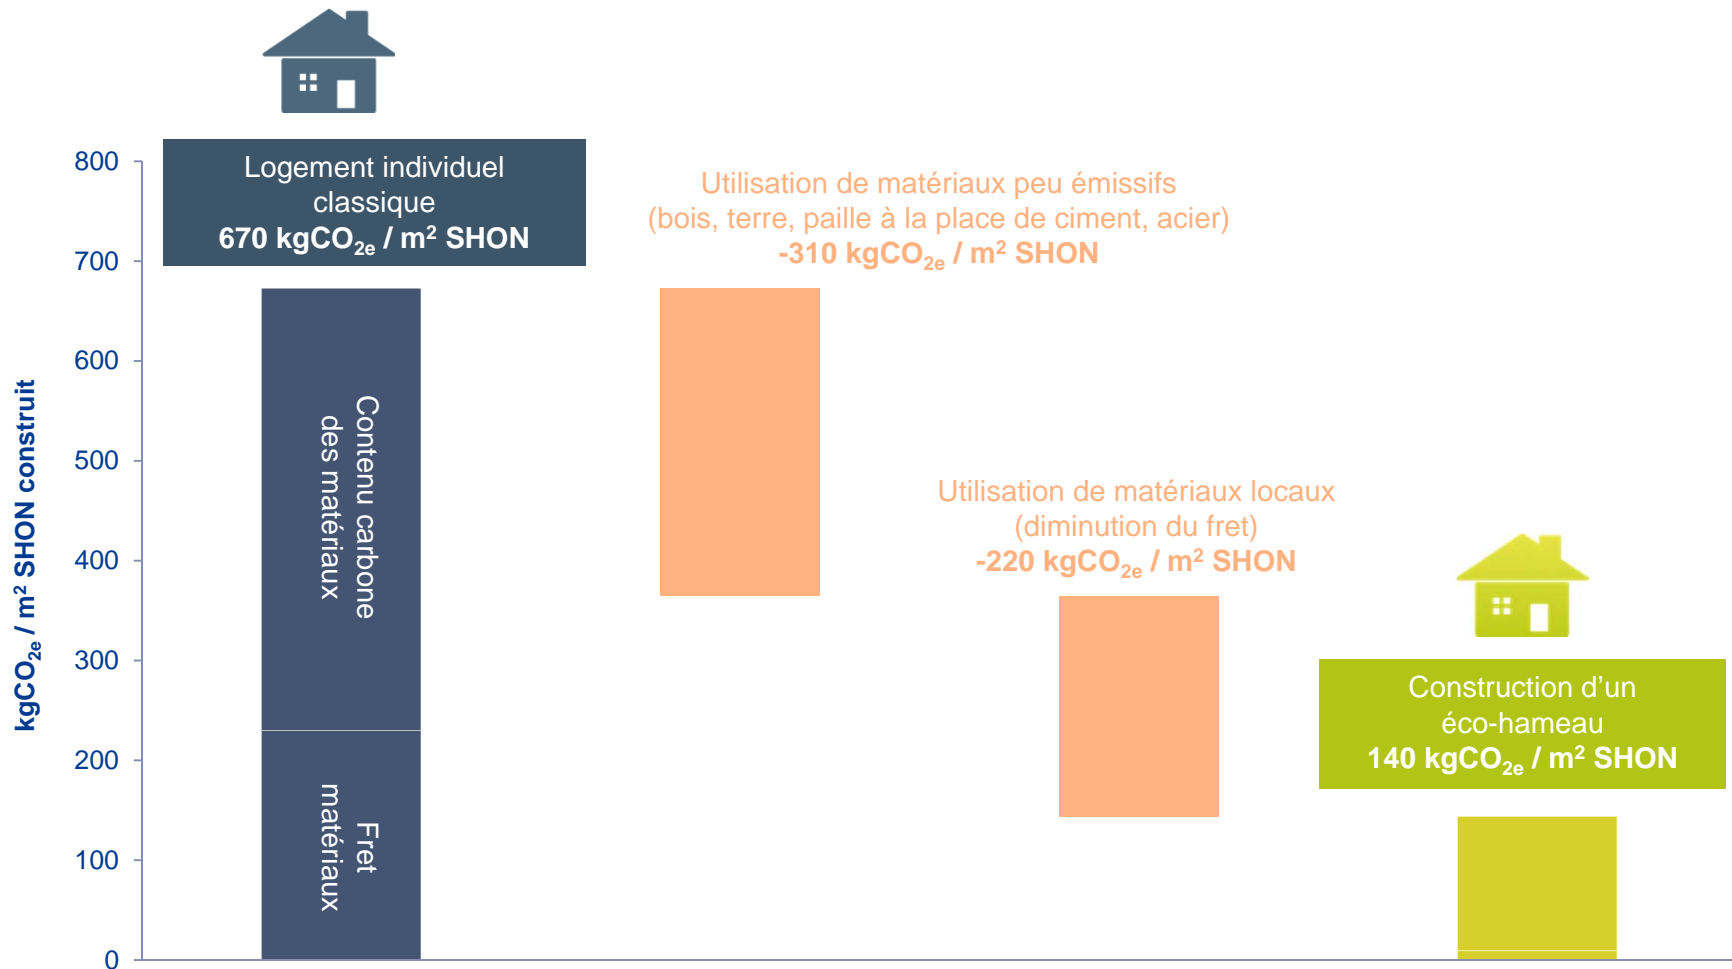 Logement individuel
classique
670 kgCO2e / m² SHON
Utilisation de matériaux peu émissifs
(bois, terre, paille à la place de ciment, acier)
-310 kgCO2e / m² SHON
Utilisation de matériaux locaux
(diminution du fret)
-220 kgCO2e / m² SHON
Construction d’un
éco-hameau
140 kgCO2e / m² SHON
kgCO2e / m² SHON construit
800
700
600
500
400
300
200
100
0
Contenu carbone
des matériaux
Fret
matériaux